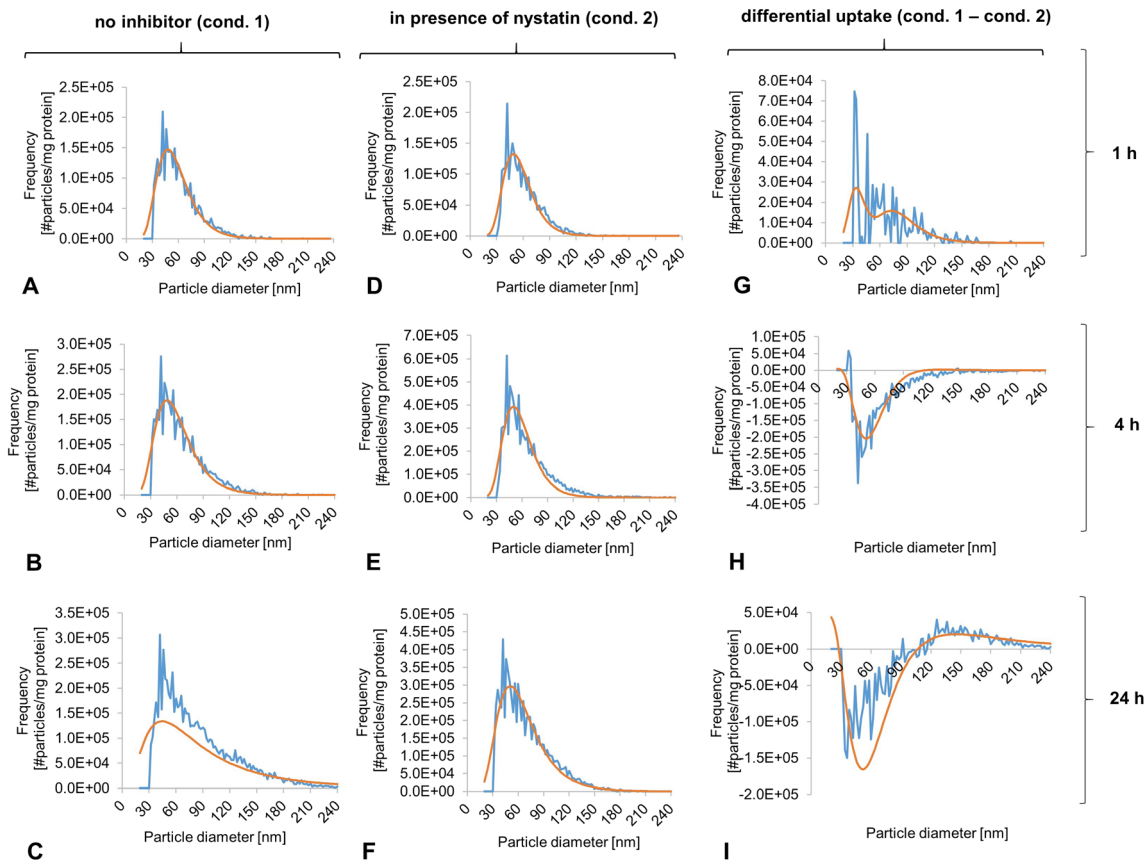 no inhibitor (cond. 1)
in presence of nystatin (cond. 2)
differential uptake (cond. 1 – cond. 2)
Frequency
[#particles/mg protein]
2.5E+05
2.0E+05
1.5E+05
1.0E+05
5.0E+04
0.0E+00
0 30 60 90 120 150 180 210 240
Particle diameter [nm]
A
Frequency
[#particles/mg protein]
2.5E+05
2.0E+05
1.5E+05
1.0E+05
5.0E+04
0.0E+00
0 30 60 90 120 150 180 210 240
Particle diameter [nm]
D
Frequency
[#particles/mg protein]
8.0E+04
7.0E+04
6.0E+04
5.0E+04
4.0E+04
3.0E+04
2.0E+04
1.0E+04
0.0E+00
0 30 60 90 120 150 180 210 240
Particle diameter [nm]
G
1 h
Frequency
[#particles/mg protein]
3.0E+05
2.5E+05
2.0E+05
1.5E+05
1.0E+05
5.0E+04
0.0E+00
0 30 60 90 120 150 180 210 240
Particle diameter [nm]
B
Frequency
[#particles/mg protein]
7.0E+05
6.0E+05
5.0E+05
4.0E+05
3.0E+05
2.0E+05
1.0E+05
0.0E+00
0 30 60 90 120 150 180 210 240
Particle diameter [nm]
E
Frequency
[#particles/mg protein]
1.0E+05
5.0E+04
0.0E+00
-5.0E+04
-1.0E+05
-1.5E+05
-2.0E+05
-2.5E+05
-3.0E+05
-3.5E+05
-4.0E+05
0 30 60 90 120 150 180 210 240
Particle diameter [nm]
H
4 h
Frequency
[#particles/mg protein]
3.5E+05
3.0E+05
2.5E+05
2.0E+05
1.5E+05
1.0E+05
5.0E+04
0.0E+00
0 30 60 90 120 150 180 210 240
Particle diameter [nm]
C
Frequency
[#particles/mg protein]
5.0E+05
4.5E+05
4.0E+05
3.5E+05
3.0E+05
2.5E+05
2.0E+05
1.5E+05
1.0E+05
5.0E+04
0.0E+00
0 30 60 90 120 150 180 210 240
Particle diameter [nm]
F
Frequency
[#particles/mg protein]
5.0E+04
0.0E+00
-5.0E+04
-1.0E+05
-1.5E+05
-2.0E+05
0 30 60 90 120 150 180 210 240
Particle diameter [nm]
I
24 h